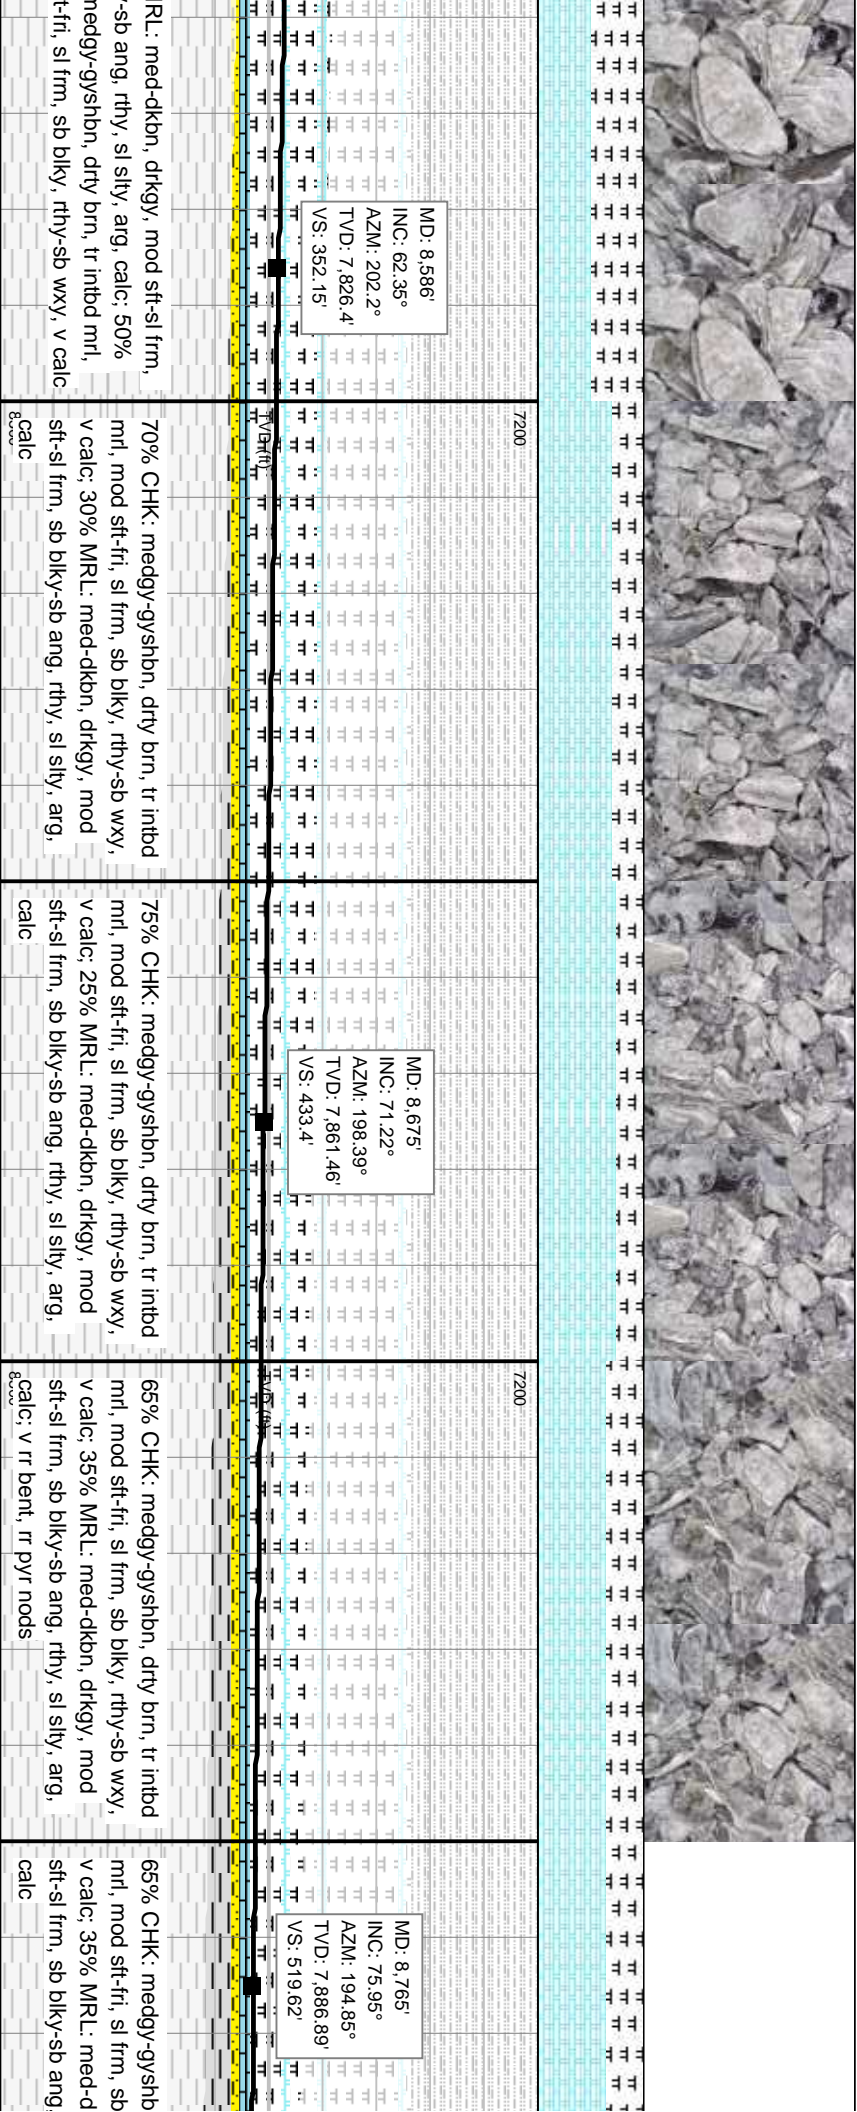 RL: med-dkbn, drkgy, mod sft-sl frm,
-sb ang, rthy, sl slty, arg, calc; 50%
medgy-gyshbn, drty brn, tr intbd mrl,
t-fri, sl frm, sb blky, rthy-sb wxy, v calc
MD: 8,586'
INC: 62.35°
AZM: 202.2°
TVD: 7,826.4'
VS: 352.15'
7200
TVD (ft)
70% CHK: medgy-gyshbn, drty brn, tr intbd
mrl, mod sft-fri, sl frm, sb blky, rthy-sb wxy,
v calc; 30% MRL: med-dkbn, drkgy, mod
sft-sl frm, sb blky-sb ang, rthy, sl slty, arg,
calc
75% CHK: medgy-gyshbn, drty brn, tr intbd
mrl, mod sft-fri, sl frm, sb blky, rthy-sb wxy,
v calc; 25% MRL: med-dkbn, drkgy, mod
sft-sl frm, sb blky-sb ang, rthy, sl slty, arg,
calc
MD: 8,675'
INC: 71.22°
AZM: 198.39°
TVD: 7,861.46'
VS: 433.4'
7200
TVD (ft)
65% CHK: medgy-gyshbn, drty brn, tr intbd
mrl, mod sft-fri, sl frm, sb blky, rthy-sb wxy,
v calc; 35% MRL: med-dkbn, drkgy, mod
sft-sl frm, sb blky-sb ang, rthy, sl slty, arg,
calc; v rr bent, rr pyr nods
65% CHK: medgy-gyshb
mrl, mod sft-fri, sl frm, sb
v calc; 35% MRL: med-d
sft-sl frm, sb blky-sb ang,
calc
MD: 8,765'
INC: 75.95°
AZM: 194.85°
TVD: 7,886.89'
VS: 519.62'